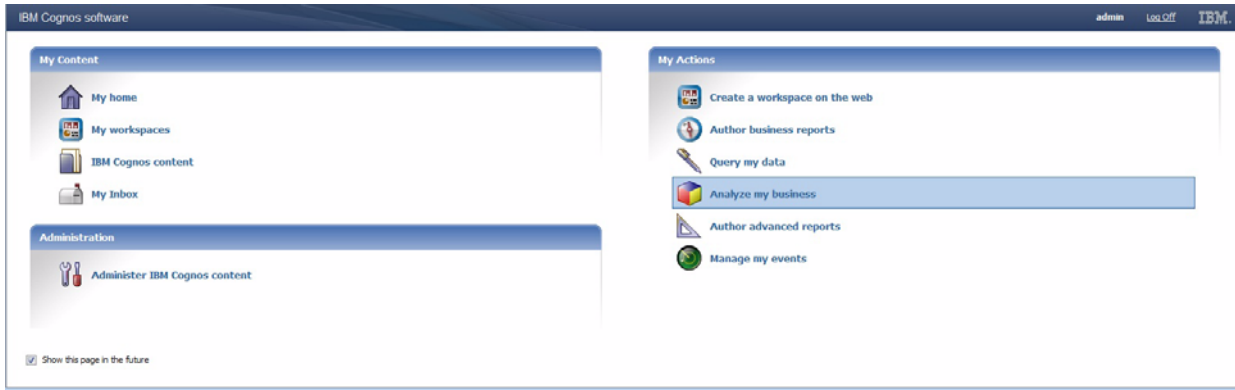 IBM Cognos software
admin
Log Off
IBM.
My Content
My home
My workspaces
IBM Cognos content
My Inbox
Administration
Administer IBM Cognos content
Show this page in the future
My Actions
Create a workspace on the web
Author business reports
Query my data
Analyze my business
Author advanced reports
Manage my events